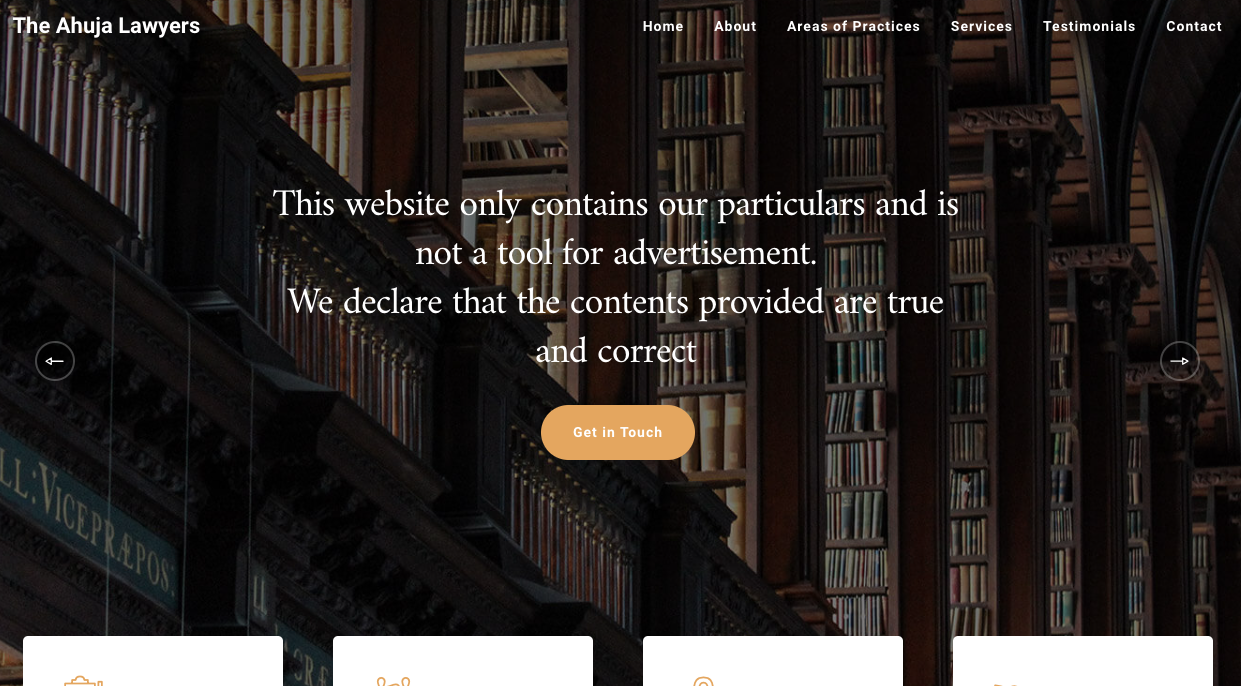 The Ahuja Lawyers
Home About Areas of Practices Services Testimonials Contact
This website only contains our particulars and is
not a tool for advertisement.
We declare that the contents provided are true
and correct
Get in Touch
LL:VICEPRÆPOS: